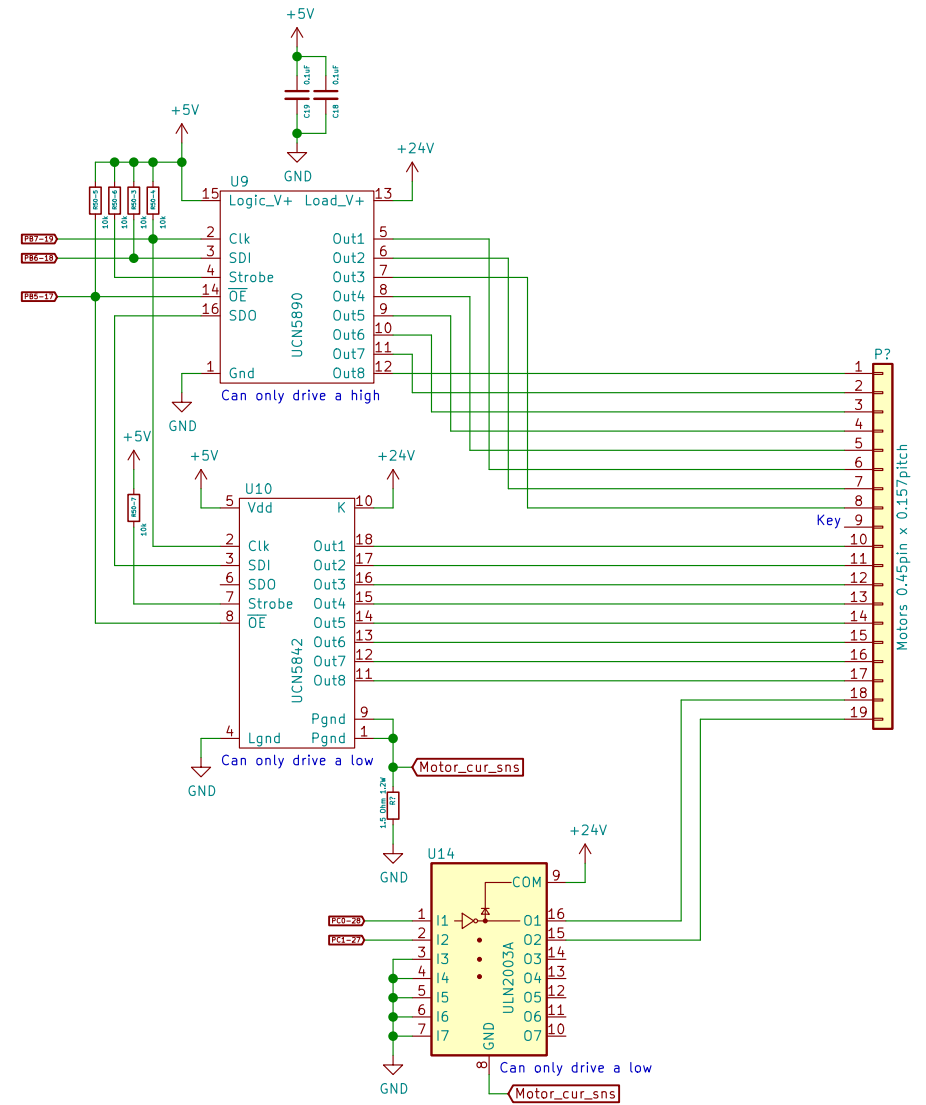 +5V
0.1uF
0.1uF
C19
C18
GND
+5V
+24V
R50-5
R50-6
R50-3
R50-4
10k
10k
10k
10k
U9
15 Logic_V+ Load_V+ 13
PB7-19 2 Clk Out1 5
PB6-18 3 SDI Out2 6
4 Strobe Out3 7
PB5-17 14 OE Out4 8
16 SDO Out5 9
Out6 10
Out7 11
1 Gnd Out8 12
UCN5890
Can only drive a high
GND
+5V
R50-7
10k
+5V
+24V
U10
5 Vdd K 10
2 Clk Out1 18
3 SDI Out2 17
6 SDO Out3 16
7 Strobe Out4 15
8 OE Out5 14
Out6 13
Out7 12
Out8 11
UCN5842
Pgnd 9
4 Lgnd Pgnd 1
Can only drive a low
GND
Motor_cur_sns
1.5 Ohm 1.2W
R?
GND
P?
1
2
3
4
5
6
7
8
Key 9
10
11
12
13
14
15
16
17
18
19
Motors 0.45pin x 0.157pitch
+24V
U14
COM 9
PC0-28 1 I1 O1 16
PC1-27 2 I2 O2 15
3 I3 O3 14
4 I4 O4 13
5 I5 O5 12
6 I6 O6 11
7 I7 O7 10
ULN2003A
GND
8
GND
Can only drive a low
Motor_cur_sns